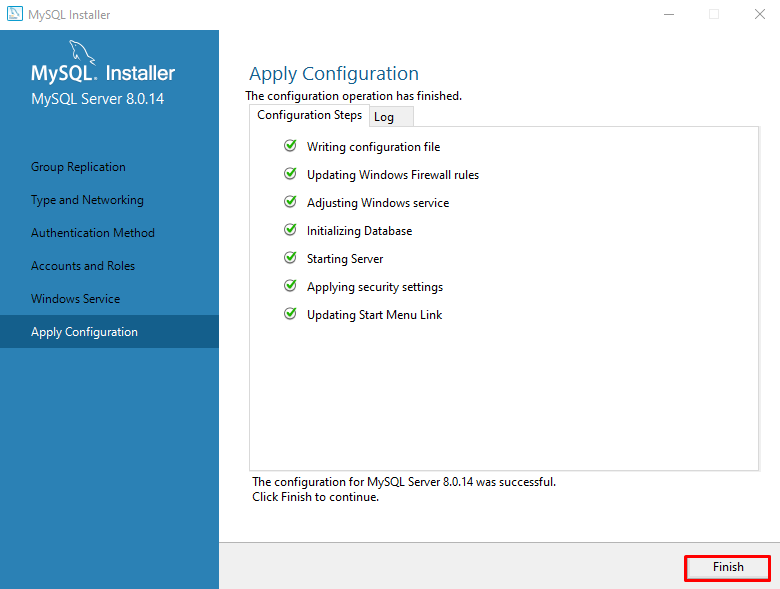 MySQL Installer
MySQL. Installer
MySQL Server 8.0.14
Group Replication
Type and Networking
Authentication Method
Accounts and Roles
Windows Service
Apply Configuration
Apply Configuration
The configuration operation has finished.
Configuration Steps
Log
Writing configuration file
Updating Windows Firewall rules
Adjusting Windows service
Initializing Database
Starting Server
Applying security settings
Updating Start Menu Link
The configuration for MySQL Server 8.0.14 was successful.
Click Finish to continue.
Finish